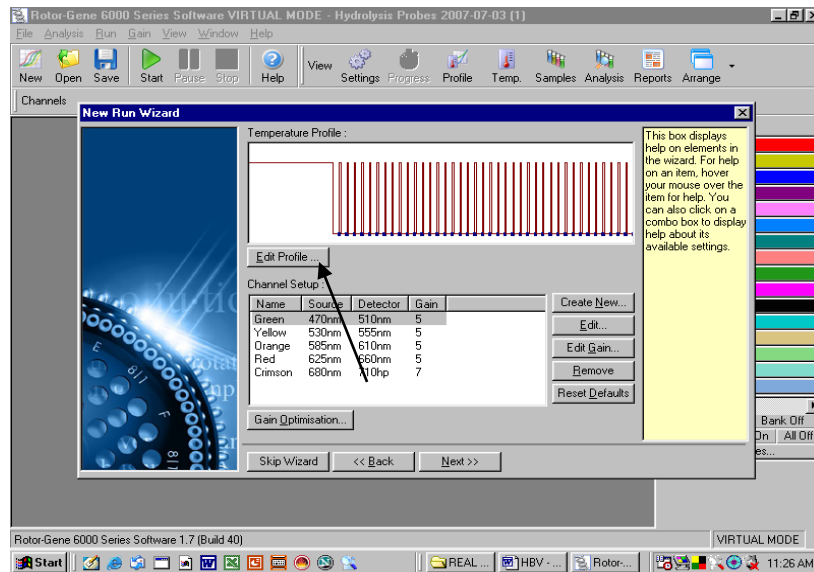 Rotor-Gene 6000 Series Software VIRTUAL MODE - Hydrolysis Probes 2007-07-03 (1)
File Analysis Run Gain View Window Help
New Open Save Start Pause Stop Help View Settings Progress Profile Temp. Samples Analysis Reports Arrange
Channels
New Run Wizard
Temperature Profile :
This box displays
help on elements in
the wizard. For help
on an item, hover
your mouse over the
item for help. You
can also click on a
combo box to display
help about its
available settings.
Edit Profile ...
Channel Setup :
Name Source Detector Gain
Green 470nm 510nm 5
Yellow 530nm 555nm 5
Orange 585nm 610nm 5
Red 625nm 660nm 5
Crimson 680nm 710hp 7
Create New...
Edit...
Edit Gain...
Remove
Reset Defaults
Gain Optimisation...
Bank Off
On All Off
es...
Skip Wizard << Back Next >>
Rotor-Gene 6000 Series Software 1.7 (Build 40) VIRTUAL MODE
Start REAL ... HBV - ... Rotor-... 11:26 AM